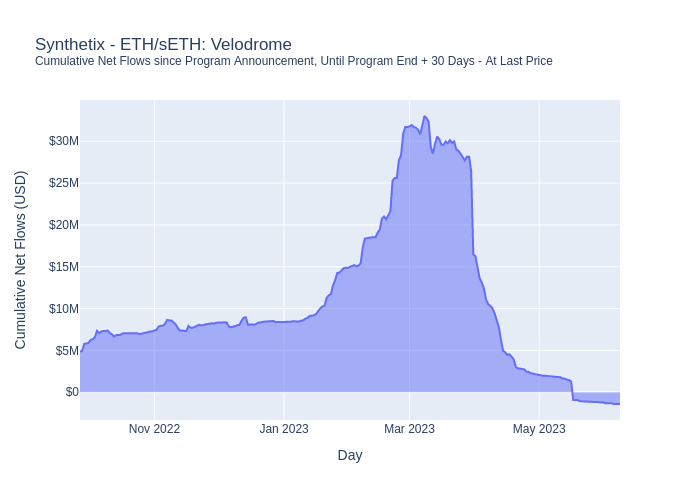 Synthetix - ETH/sETH: Velodrome
Cumulative Net Flows since Program Announcement, Until Program End + 30 Days - At Last Price
Cumulative Net Flows (USD)
$30M
$25M
$20M
$15M
$10M
$5M
$0
Nov 2022
Jan 2023
Mar 2023
May 2023
Day